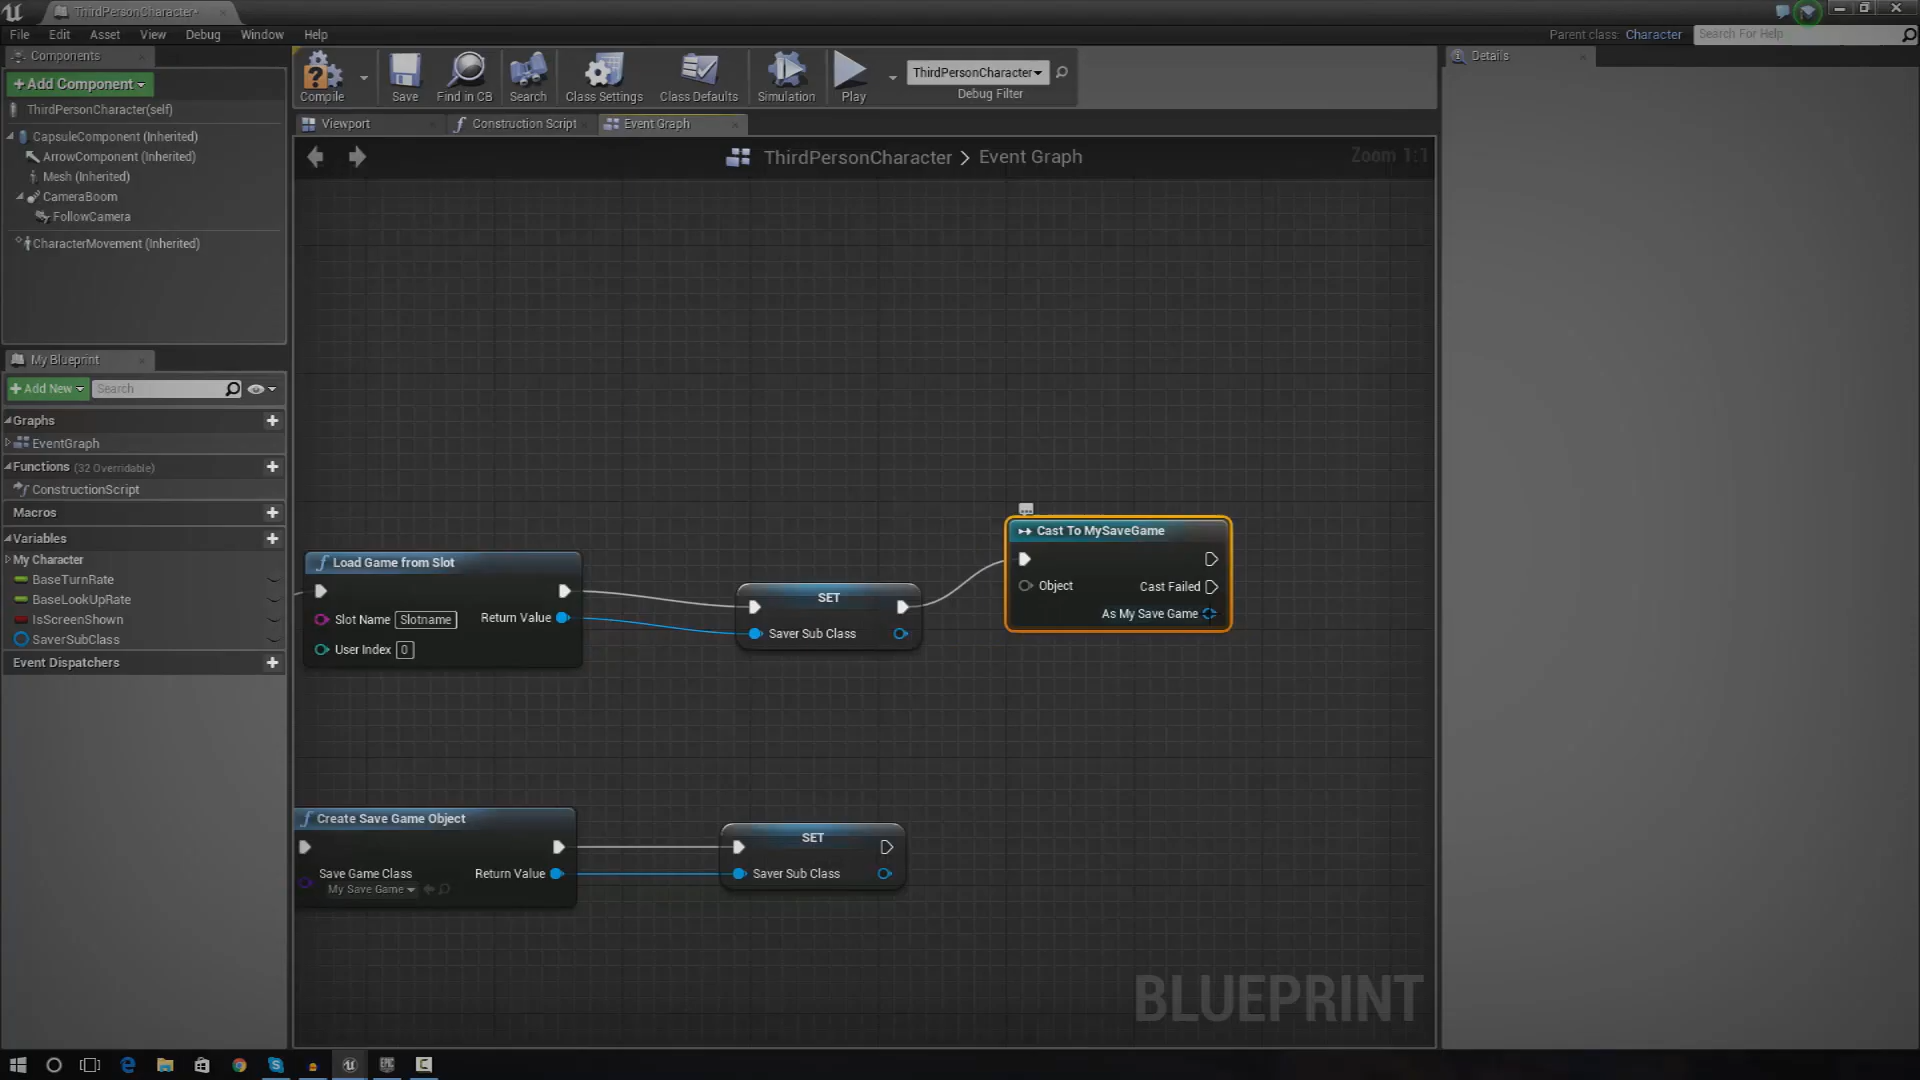 ThirdPersonCharacter*
File Edit Asset View Debug Window Help
Parent class: Character
Search For Help
Components
+Add Component
ThirdPersonCharacter(self)
CapsuleComponent (Inherited)
ArrowComponent (Inherited)
Mesh (Inherited)
CameraBoom
FollowCamera
CharacterMovement (Inherited)
My Blueprint
+Add New
Search
Graphs
EventGraph
Functions (32 Overridable)
ConstructionScript
Macros
Variables
My Character
BaseTurnRate
BaseLookUpRate
IsScreenShown
SaverSubClass
Event Dispatchers
Compile
Save
Find in CB
Search
Class Settings
Class Defaults
Simulation
Play
ThirdPersonCharacter
Debug Filter
Viewport
Construction Script
Event Graph
ThirdPersonCharacter > Event Graph
Zoom 1:1
Load Game from Slot
Slot Name Slotname
Return Value
User Index 0
SET
Saver Sub Class
Cast To MySaveGame
Object
Cast Failed
As My Save Game
Create Save Game Object
Save Game Class
My Save Game
Return Value
SET
Saver Sub Class
BLUEPRINT
Details
EPIC